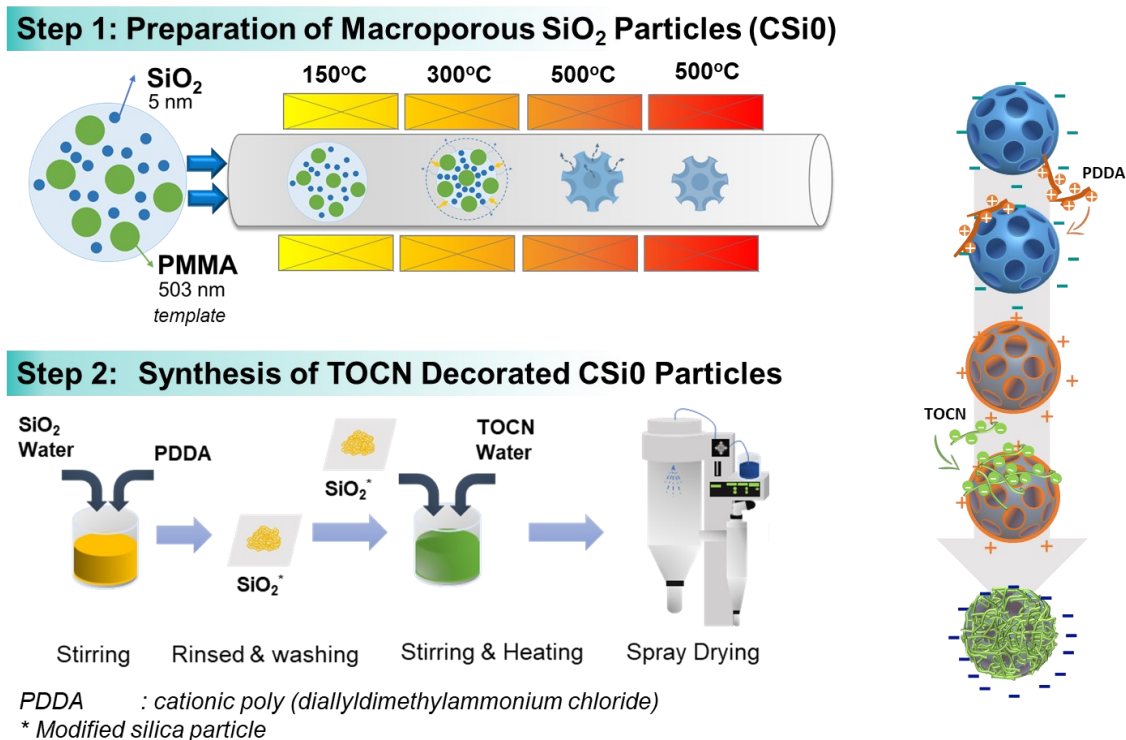 Step 1: Preparation of Macroporous SiO₂ Particles (CSi0)
SiO₂
5 nm
150°C
300°C
500°C
500°C
PMMA
503 nm
template
Step 2: Synthesis of TOCN Decorated CSi0 Particles
SiO₂
Water
PDDA
SiO₂*
SiO₂*
TOCN
Water
Stirring
Rinsed & washing
Stirring & Heating
Spray Drying
PDDA : cationic poly (diallyldimethylammonium chloride)
* Modified silica particle
PDDA
TOCN